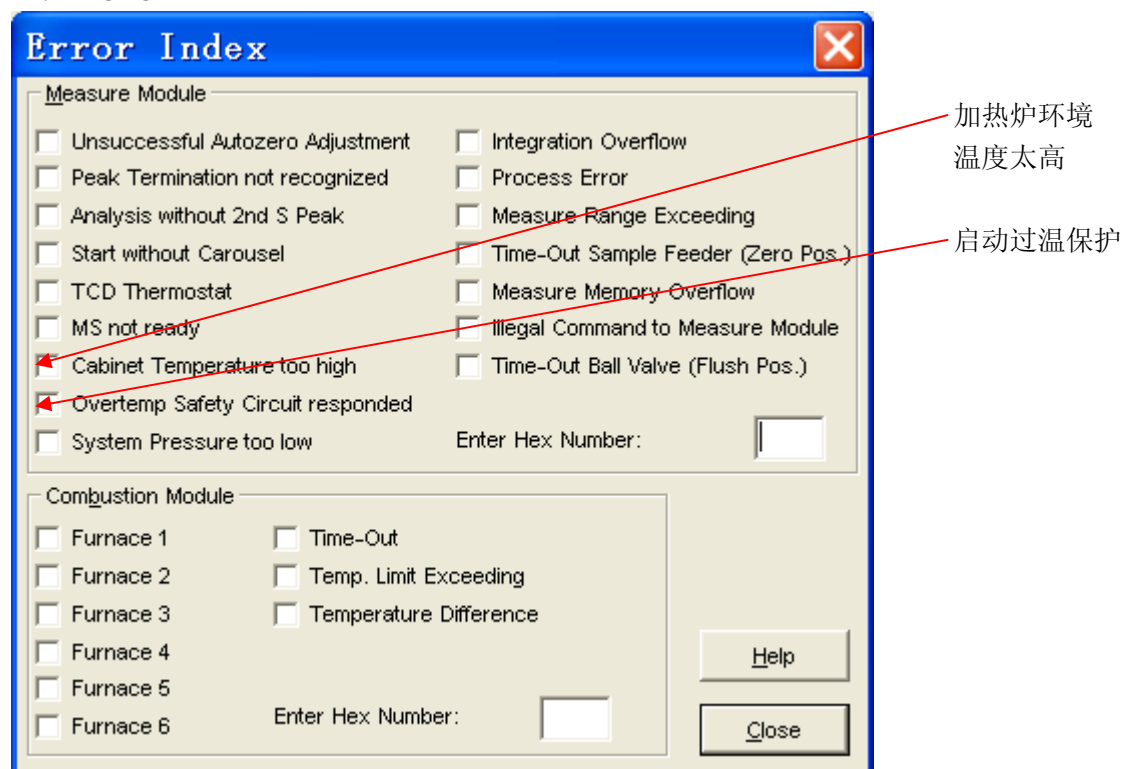 Error Index
Measure Module
Unsuccessful Autozero Adjustment
Peak Termination not recognized
Analysis without 2nd S Peak
Start without Carousel
TCD Thermostat
MS not ready
Cabinet Temperature too high
Overtemp Safety Circuit responded
System Pressure too low
Integration Overflow
Process Error
Measure Range Exceeding
Time-Out Sample Feeder (Zero Pos.)
Measure Memory Overflow
Illegal Command to Measure Module
Time-Out Ball Valve (Flush Pos.)
Enter Hex Number:
加热炉环境
温度太高
启动过温保护
Combustion Module
Furnace 1
Furnace 2
Furnace 3
Furnace 4
Furnace 5
Furnace 6
Time-Out
Temp. Limit Exceeding
Temperature Difference
Enter Hex Number:
Help
Close